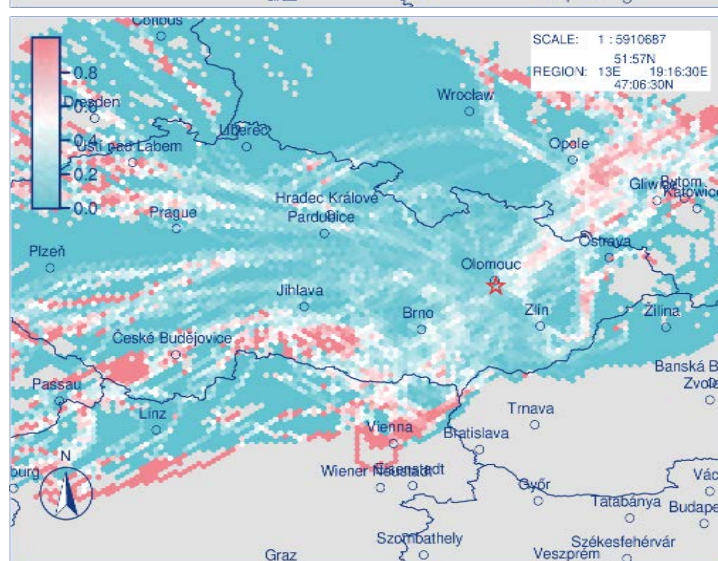 Cottbus
SCALE: 1 : 5910687
51:57N
REGION: 13E 19:16:30E
47:06:30N
0.8
0.6
0.4
0.2
0.0
Dresden
Wrocław
Liberec
Ústí nad Labem
Opole
Gliwice
Bytom
Katowice
Hradec Králové
Prague
Pardubice
Ostrava
Plzeň
Olomouc
Jihlava
Brno
Zlín
Žilina
České Budějovice
Banská B
Zvole
Passau
Linz
Trnava
Vienna
Bratislava
N
burg
Wiener Neustadt
Eisenstadt
Győr
Vác
Tatabánya
Budape
Szombathely
Székesfehérvár
Graz
Veszprém